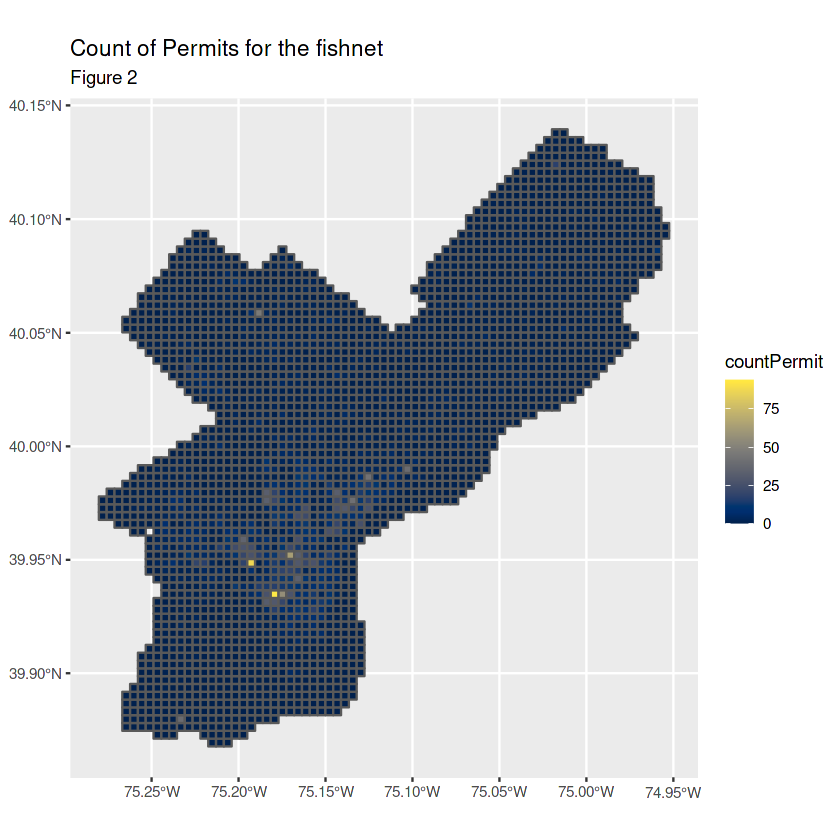 Count of Permits for the fishnet
Figure 2
40.15°N
40.10°N
40.05°N
40.00°N
39.95°N
39.90°N
75.25°W
75.20°W
75.15°W
75.10°W
75.05°W
75.00°W
74.95°W
countPermit
75
50
25
0